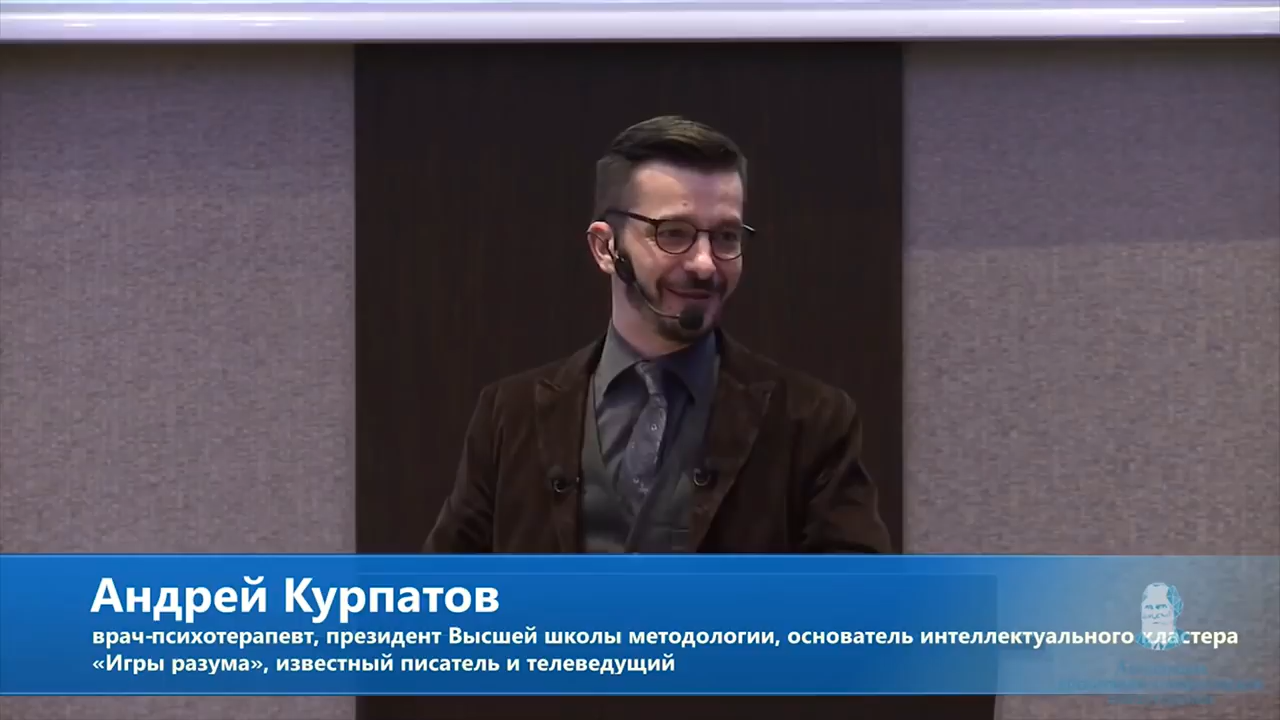 Андрей Курпатов
врач-психотерапевт, президент Высшей школы методологии, основатель интеллектуального кластера
«Игры разума», известный писатель и телеведущий